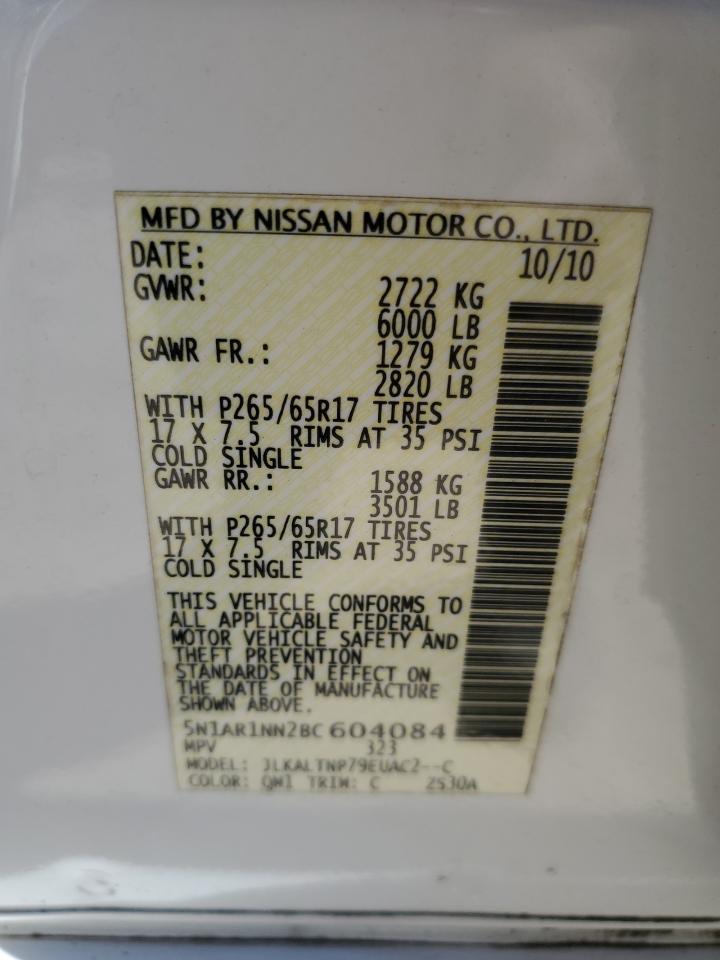 MFD BY NISSAN MOTOR CO., LTD.
DATE: 10/10
GVWR: 2722 KG
6000 LB
GAWR FR.: 1279 KG
2820 LB
WITH P265/65R17 TIRES
17 X 7.5 RIMS AT 35 PSI
COLD SINGLE
GAWR RR.: 1588 KG
3501 LB
WITH P265/65R17 TIRES
17 X 7.5 RIMS AT 35 PSI
COLD SINGLE
THIS VEHICLE CONFORMS TO
ALL APPLICABLE FEDERAL
MOTOR VEHICLE SAFETY AND
THEFT PREVENTION
STANDARDS IN EFFECT ON
THE DATE OF MANUFACTURE
SHOWN ABOVE.
5N1AR1NN2BC 604084
MPV 323
MODEL: JLKALTNP79EUAC2--C
COLOR: QW1 TRIM: C 2530A